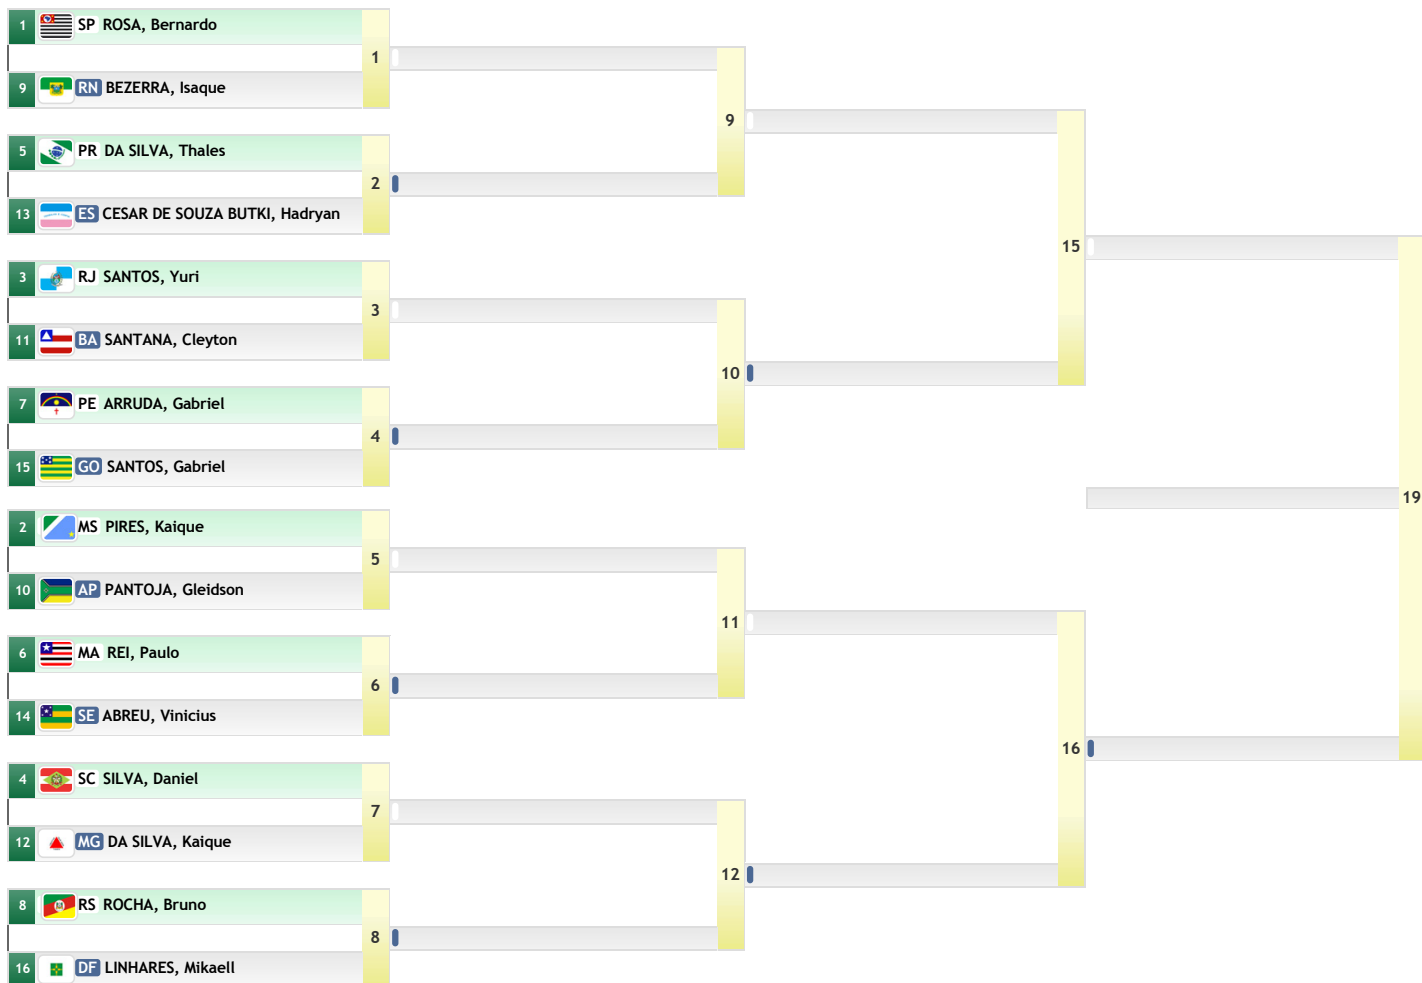 1 SP ROSA, Bernardo
1
9 RN BEZERRA, Isaque
9
5 PR DA SILVA, Thales
2
13 ES CESAR DE SOUZA BUTKI, Hadryan
15
3 RJ SANTOS, Yuri
3
11 BA SANTANA, Cleyton
10
7 PE ARRUDA, Gabriel
4
15 GO SANTOS, Gabriel
19
2 MS PIRES, Kaique
5
10 AP PANTOJA, Gleidson
11
6 MA REI, Paulo
6
14 SE ABREU, Vinicius
16
4 SC SILVA, Daniel
7
12 MG DA SILVA, Kaique
12
8 RS ROCHA, Bruno
8
16 DF LINHARES, Mikaell